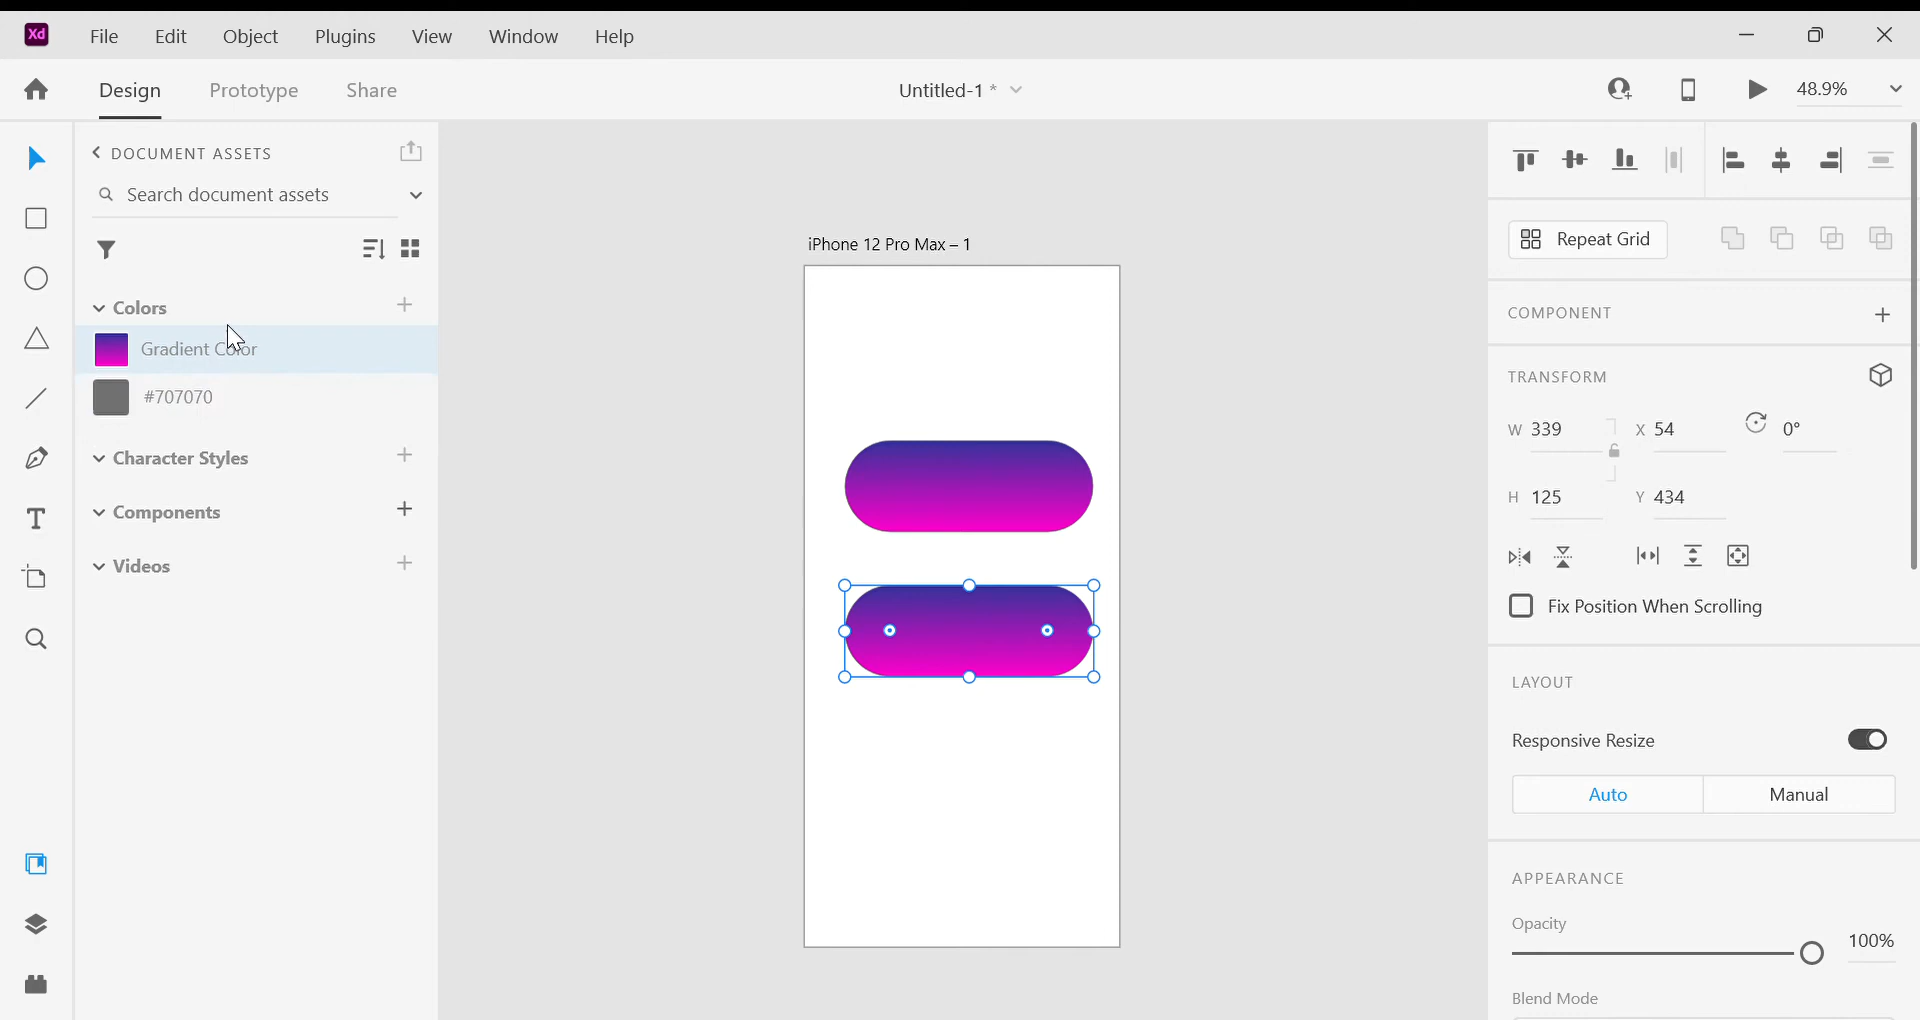 Xd File Edit Object Plugins View Window Help
Design Prototype Share Untitled-1 * 48.9%
DOCUMENT ASSETS
Search document assets
Colors
Gradient Color
#707070
Character Styles
Components
Videos
iPhone 12 Pro Max – 1
Repeat Grid
COMPONENT
TRANSFORM
W 339 X 54 0°
H 125 Y 434
Fix Position When Scrolling
LAYOUT
Responsive Resize
Auto Manual
APPEARANCE
Opacity
100%
Blend Mode